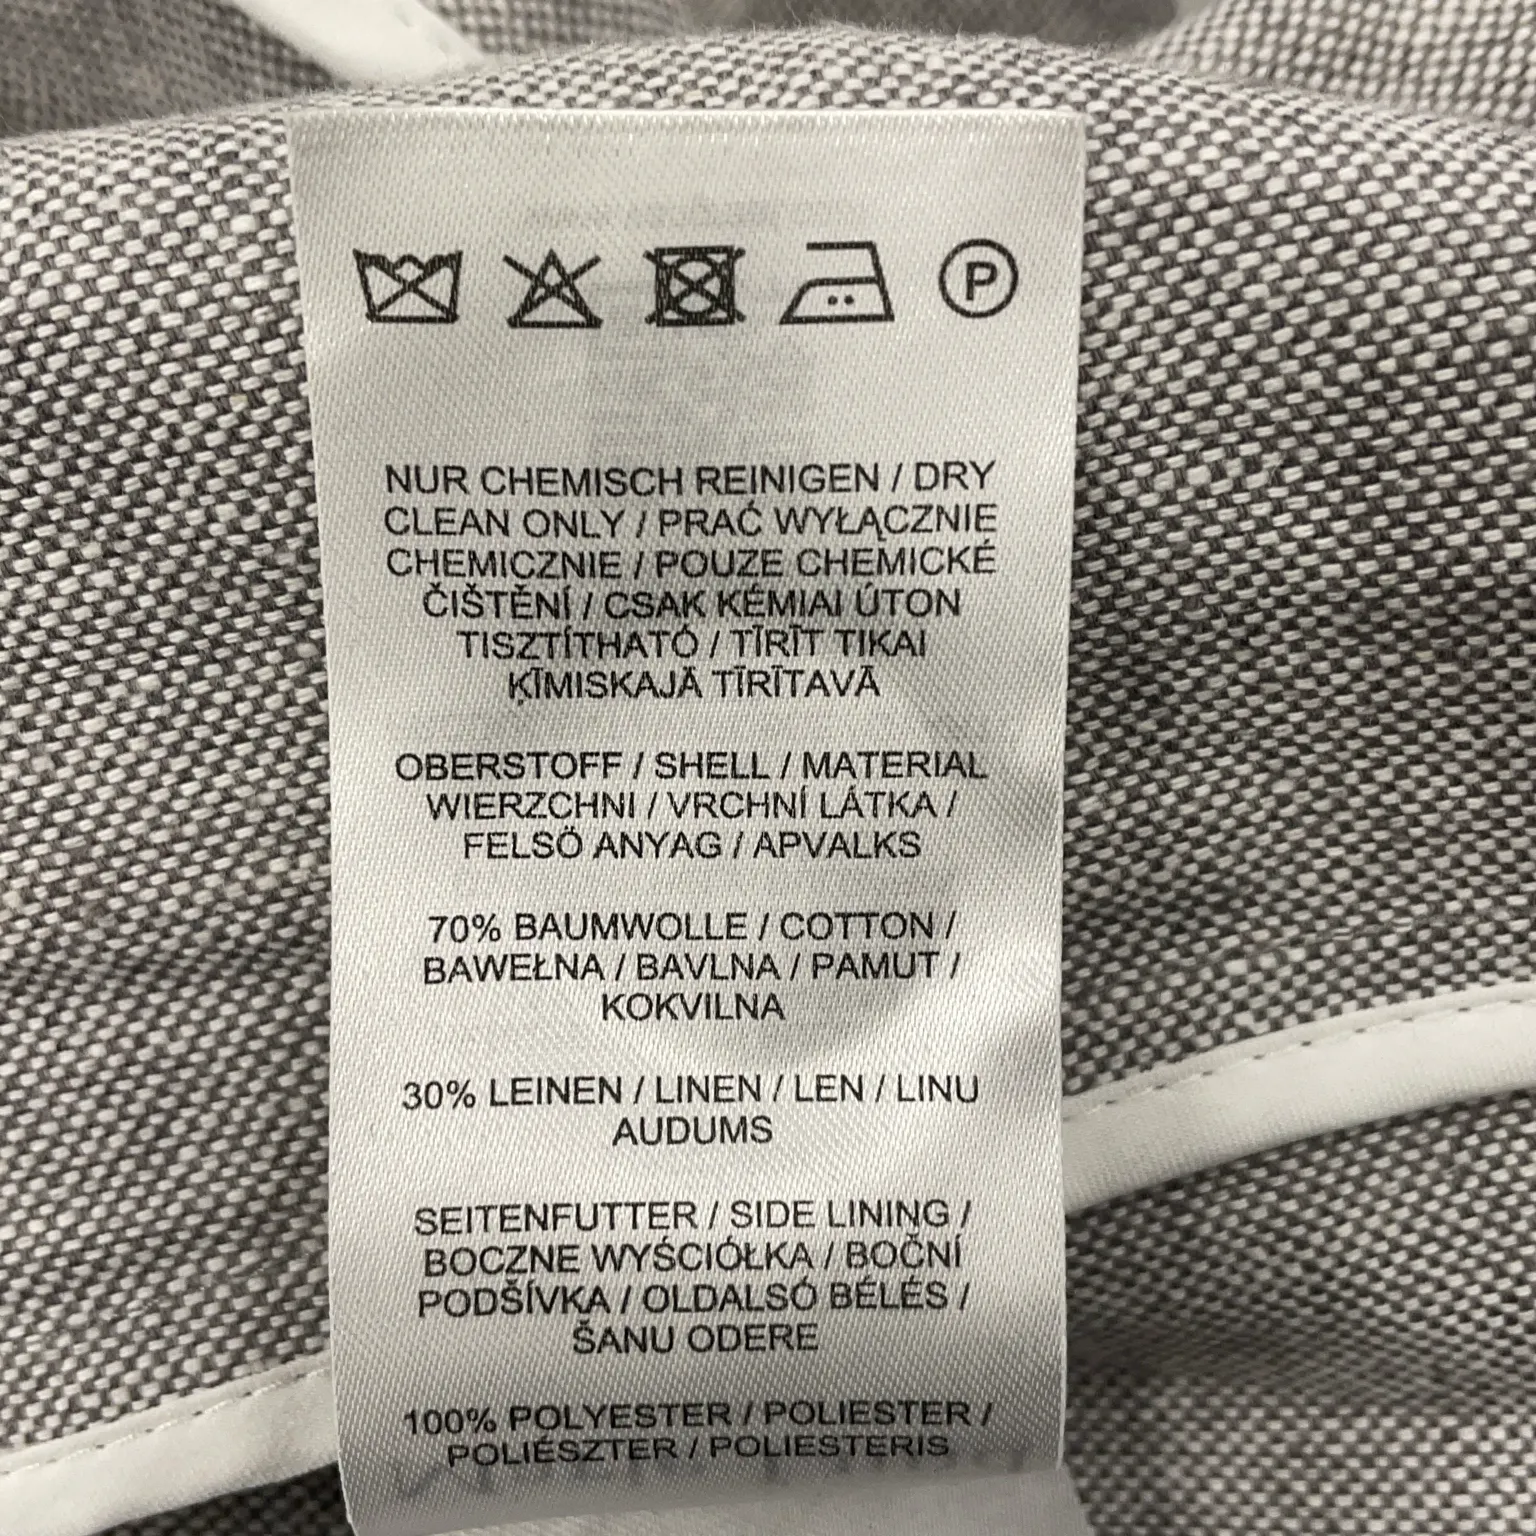 P
NUR CHEMISCH REINIGEN / DRY
CLEAN ONLY / PRAĆ WYŁĄCZNIE
CHEMICZNIE / POUZE CHEMICKÉ
ČIŠTĚNÍ / CSAK KÉMIAI ÚTON
TISZTÍTHATÓ / TĪRĪT TIKAI
ĶĪMISKAJĀ TĪRĪTAVĀ
OBERSTOFF / SHELL / MATERIAL
WIERZCHNI / VRCHNÍ LÁTKA /
FELSÖ ANYAG / APVALKS
70% BAUMWOLLE / COTTON /
BAWEŁNA / BAVLNA / PAMUT /
KOKVILNA
30% LEINEN / LINEN / LEN / LINU
AUDUMS
SEITENFUTTER / SIDE LINING /
BOCZNE WYŚCIÓŁKA / BOČNÍ
PODŠÍVKA / OLDALSÓ BÉLÉS /
ŠANU ODERE
100% POLYESTER / POLIESTER /
POLIÉSZTER / POLIESTERIS